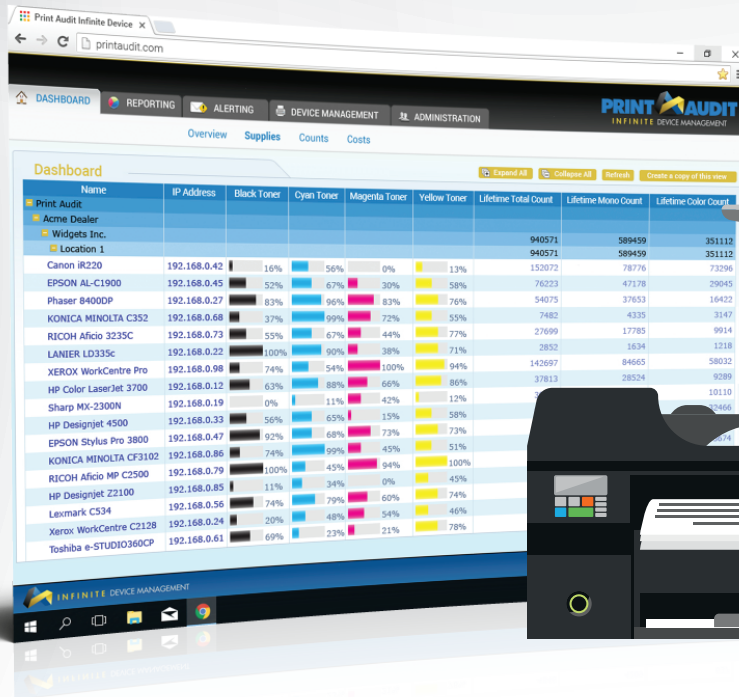 Print Audit Infinite Device
printaudit.com
DASHBOARD REPORTING ALERTING DEVICE MANAGEMENT ADMINISTRATION
PRINT AUDIT
INFINITE DEVICE MANAGEMENT
Overview Supplies Counts Costs
Dashboard
Expand All Collapse All Refresh Create a copy of this view
Name IP Address Black Toner Cyan Toner Magenta Toner Yellow Toner Lifetime Total Count Lifetime Mono Count Lifetime Color Count
Print Audit
Acme Dealer
Widgets Inc. 940571 589459 351112
Location 1 940571 589459 351112
Canon iR220 192.168.0.42 16% 56% 0% 13% 152072 78776 73296
EPSON AL-C1900 192.168.0.45 52% 67% 30% 58% 76223 47178 29045
Phaser 8400DP 192.168.0.27 83% 96% 83% 76% 54075 37653 16422
KONICA MINOLTA C352 192.168.0.68 37% 99% 72% 55% 7482 4335 3147
RICOH Aficio 3235C 192.168.0.73 55% 67% 44% 77% 27699 17785 9914
LANIER LD335c 192.168.0.22 100% 90% 38% 71% 2852 1634 1218
XEROX WorkCentre Pro 192.168.0.98 74% 54% 100% 94% 142697 84665 58032
HP Color LaserJet 3700 192.168.0.12 63% 88% 66% 86% 37813 28524 9289
Sharp MX-2300N 192.168.0.19 0% 11% 42% 12% 10110
HP Designjet 4500 192.168.0.33 56% 65% 15% 58%
EPSON Stylus Pro 3800 192.168.0.47 92% 68% 73% 73%
KONICA MINOLTA CF3102 192.168.0.86 74% 99% 45% 51%
RICOH Aficio MP C2500 192.168.0.79 100% 45% 94% 100%
HP Designjet Z2100 192.168.0.85 11% 34% 0% 45%
Lexmark C534 192.168.0.56 74% 79% 60% 74%
Xerox WorkCentre C2128 192.168.0.24 20% 48% 54% 46%
Toshiba e-STUDIO360CP 192.168.0.61 69% 23% 21% 78%
INFINITE DEVICE MANAGEMENT